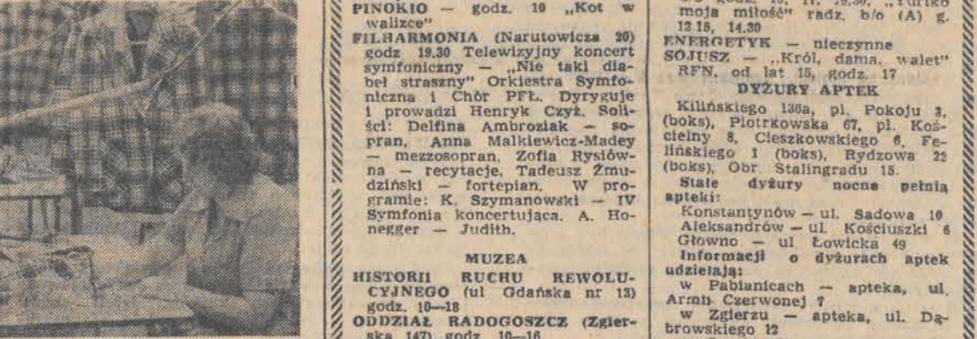 PINOKIO — godz. 10 „Kot w
walizce"
FILHARMONIA (Narutowicza 20)
godz 19.30 Telewizyjny koncert
symfoniczny — „Nie taki dia-
beł straszny" Orkiestra Symfo-
niczna i Chór PFŁ. Dyryguje
i prowadzi Henryk Czyż. Soli-
ści: Delfina Ambroziak — so-
pran, Anna Malkiewicz-Madey
— mezzosopran, Zofia Rysiów-
na — recytacje, Tadeusz Żmu-
dziński — fortepian. W pro-
gramie: K. Szymanowski — IV
Symfonia koncertująca. A. Ho-
negger — Judith.
MUZEA
HISTORII RUCHU REWOLU-
CYJNEGO (ul Gdańska nr 13)
godz. 10—18
ODDZIAŁ RADOGOSZCZ (Zgier-
ska 147) godz 10—16
moja miłość" radz. b/o (A) g.
12.15, 14.30
ENERGETYK — nieczynne
SOJUSZ — „Król, dama, walet"
RFN, od lat 15, godz. 17
DYŻURY APTEK
Kilińskiego 136a, pl. Pokoju 3,
(boks), Piotrkowska 67, pl. Koś-
cielny 8, Cieszkowskiego 6, Fe-
lińskiego 1 (boks), Rydzowa 22
(boks), Obr. Stalingradu 15.
Stałe dyżury nocne pełnią
apteki:
Konstantynów — ul. Sadowa 10
Aleksandrów — ul. Kościuszki 6
Głowno — ul Łowicka 49
Informacji o dyżurach aptek
udzielają:
w Pabianicach — apteka, ul.
Armii Czerwonej 7
w Zgierzu — apteka, ul. Dą-
browskiego 12